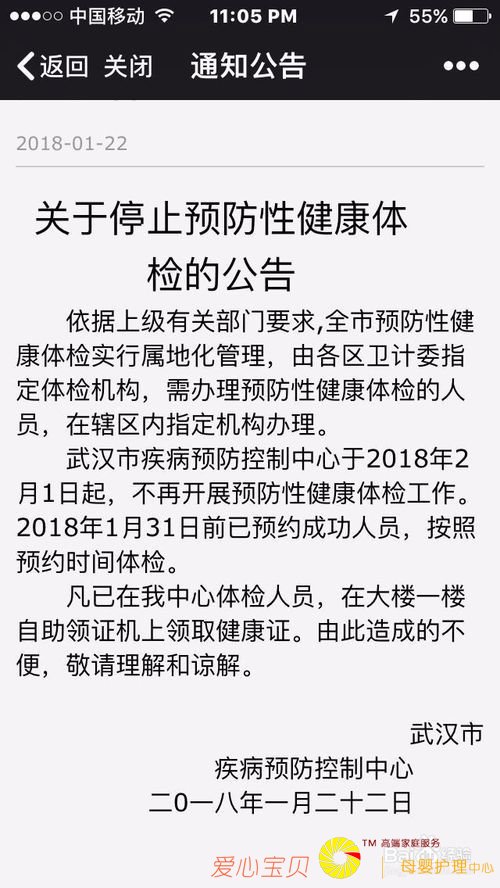 中国移动 11:05 PM 55%
返回 关闭 通知公告
2018-01-22
关于停止预防性健康体
检的公告
依据上级有关部门要求,全市预防性健
康体检实行属地化管理，由各区卫计委指
定体检机构，需办理预防性健康体检的人
员，在辖区内指定机构办理。
武汉市疾病预防控制中心于2018年2
月1日起，不再开展预防性健康体检工作。
2018年1月31日前已预约成功人员，按照
预约时间体检。
凡已在我中心体检人员，在大楼一楼
自助领证机上领取健康证。由此造成的不
便，敬请理解和谅解。
武汉市
疾病预防控制中心
二0一八年一月二十二日
TM 高端家庭服务
爱心宝贝
母婴护理中心
Bai 经验